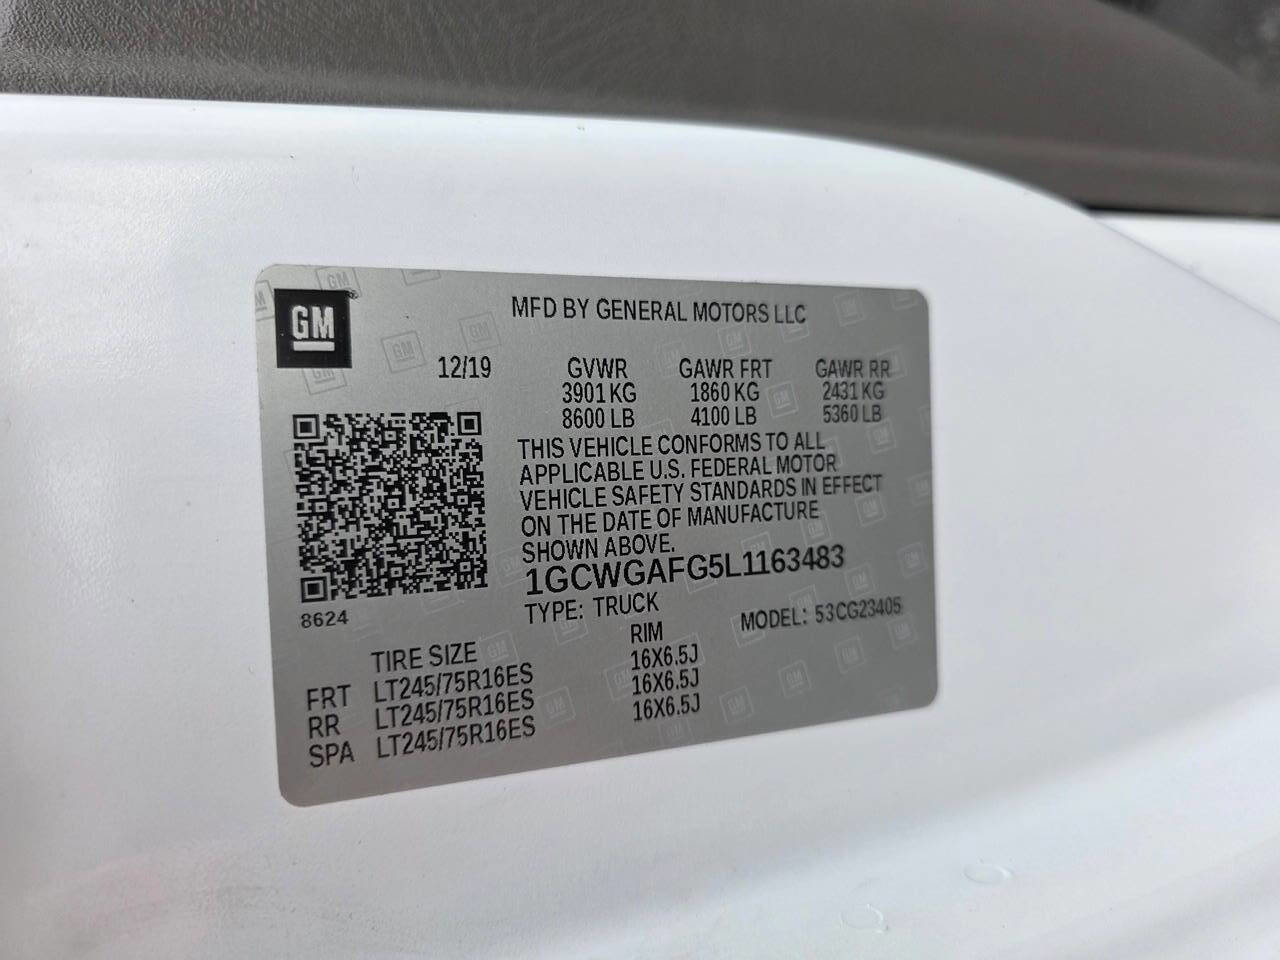 GM
MFD BY GENERAL MOTORS LLC
12/19 GVWR GAWR FRT GAWR RR
3901 KG 1860 KG 2431 KG
8600 LB 4100 LB 5360 LB
THIS VEHICLE CONFORMS TO ALL
APPLICABLE U.S. FEDERAL MOTOR
VEHICLE SAFETY STANDARDS IN EFFECT
ON THE DATE OF MANUFACTURE
SHOWN ABOVE.
1GCWGAFG5L1163483
8624
TYPE: TRUCK MODEL: 53CG23405
TIRE SIZE RIM
FRT LT245/75R16ES 16X6.5J
RR LT245/75R16ES 16X6.5J
SPA LT245/75R16ES 16X6.5J